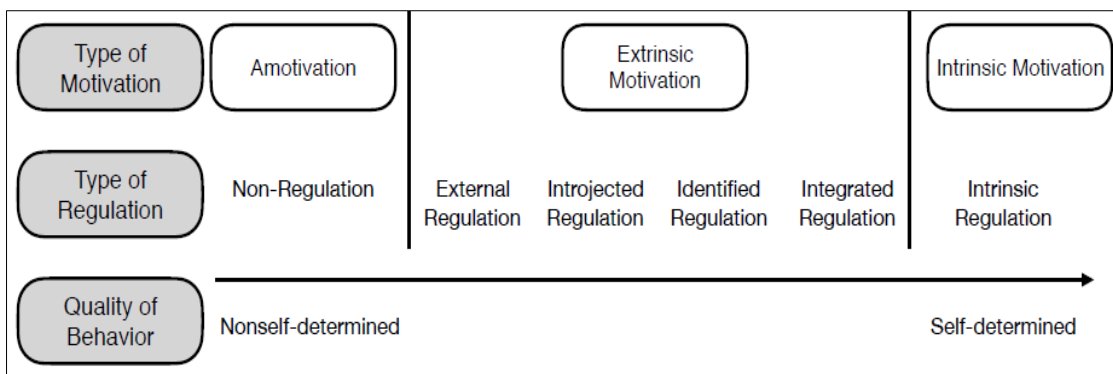 Type of
Motivation
Amotivation
Extrinsic
Motivation
Intrinsic Motivation
Type of
Regulation
Non-Regulation
External
Regulation
Introjected
Regulation
Identified
Regulation
Integrated
Regulation
Intrinsic
Regulation
Quality of
Behavior
Nonself-determined
Self-determined